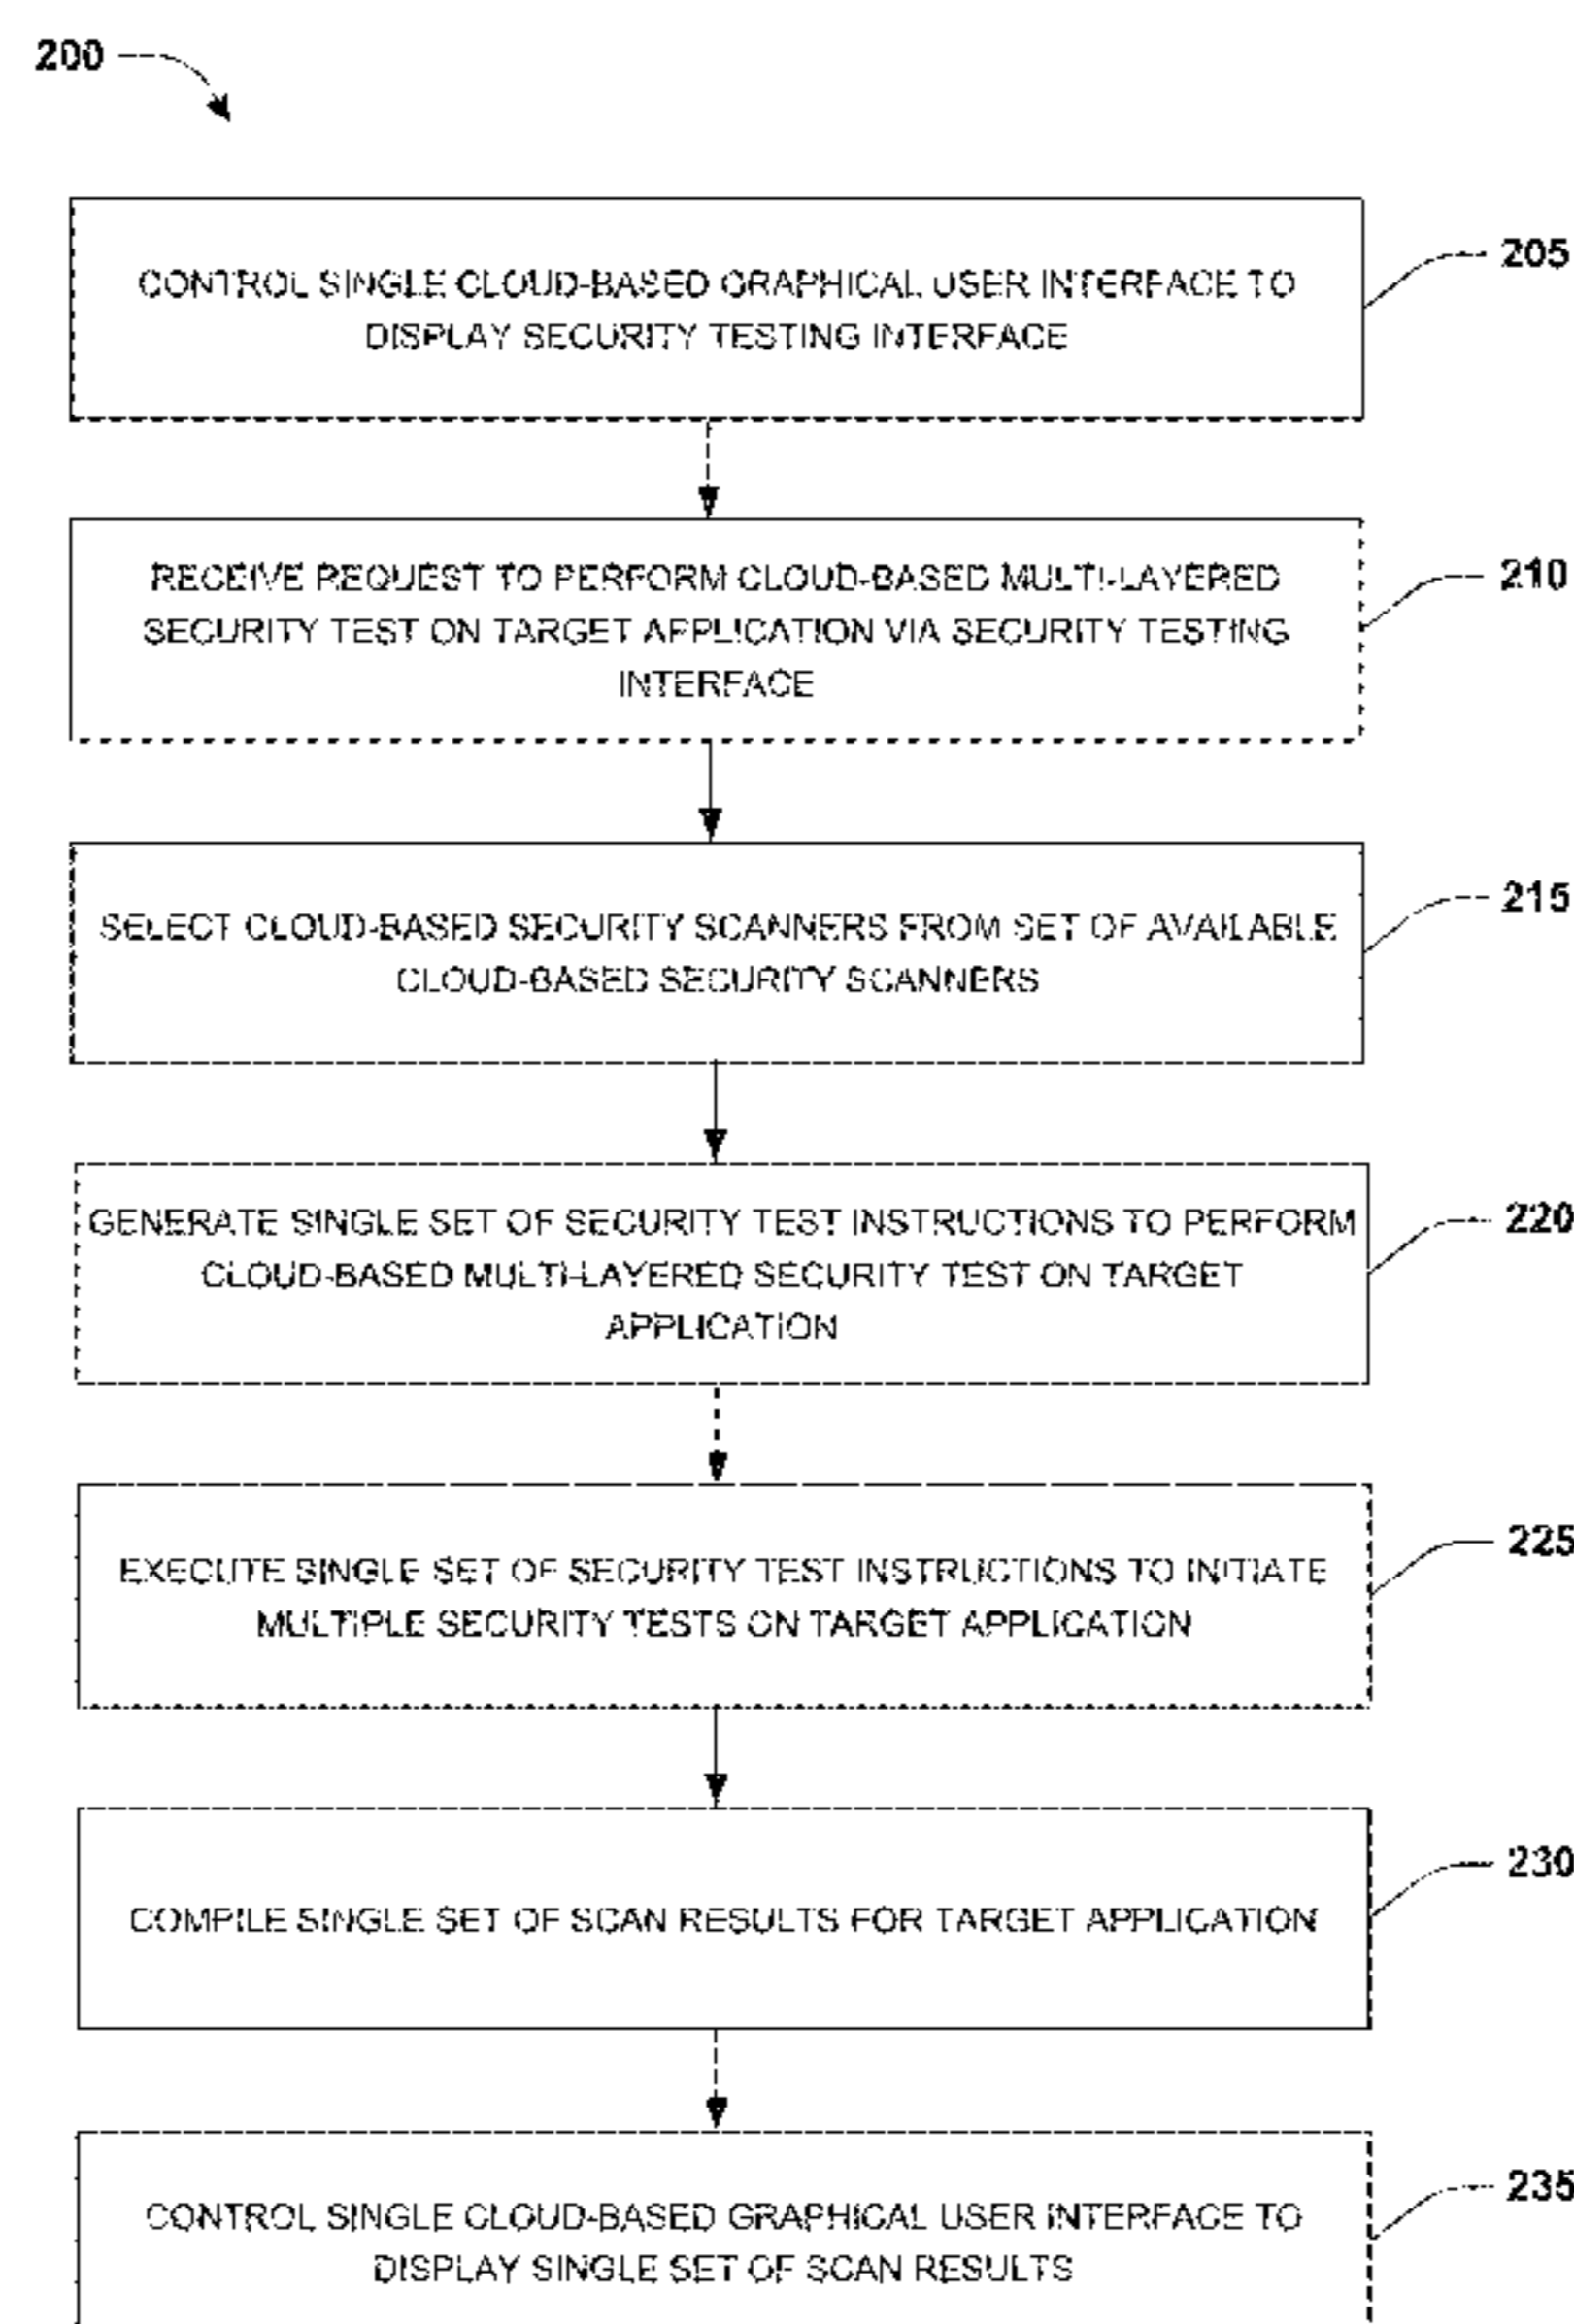 200
CONTROL SINGLE CLOUD-BASED GRAPHICAL USER INTERFACE TO
DISPLAY SECURITY TESTING INTERFACE
205
RECEIVE REQUEST TO PERFORM CLOUD-BASED MULTI-LAYERED
SECURITY TEST ON TARGET APPLICATION VIA SECURITY TESTING
INTERFACE
210
SELECT CLOUD-BASED SECURITY SCANNERS FROM SET OF AVAILABLE
CLOUD-BASED SECURITY SCANNERS
215
GENERATE SINGLE SET OF SECURITY TEST INSTRUCTIONS TO PERFORM
CLOUD-BASED MULTI-LAYERED SECURITY TEST ON TARGET
APPLICATION
220
EXECUTE SINGLE SET OF SECURITY TEST INSTRUCTIONS TO INITIATE
MULTIPLE SECURITY TESTS ON TARGET APPLICATION
225
COMPILE SINGLE SET OF SCAN RESULTS FOR TARGET APPLICATION
230
CONTROL SINGLE CLOUD-BASED GRAPHICAL USER INTERFACE TO
DISPLAY SINGLE SET OF SCAN RESULTS
235